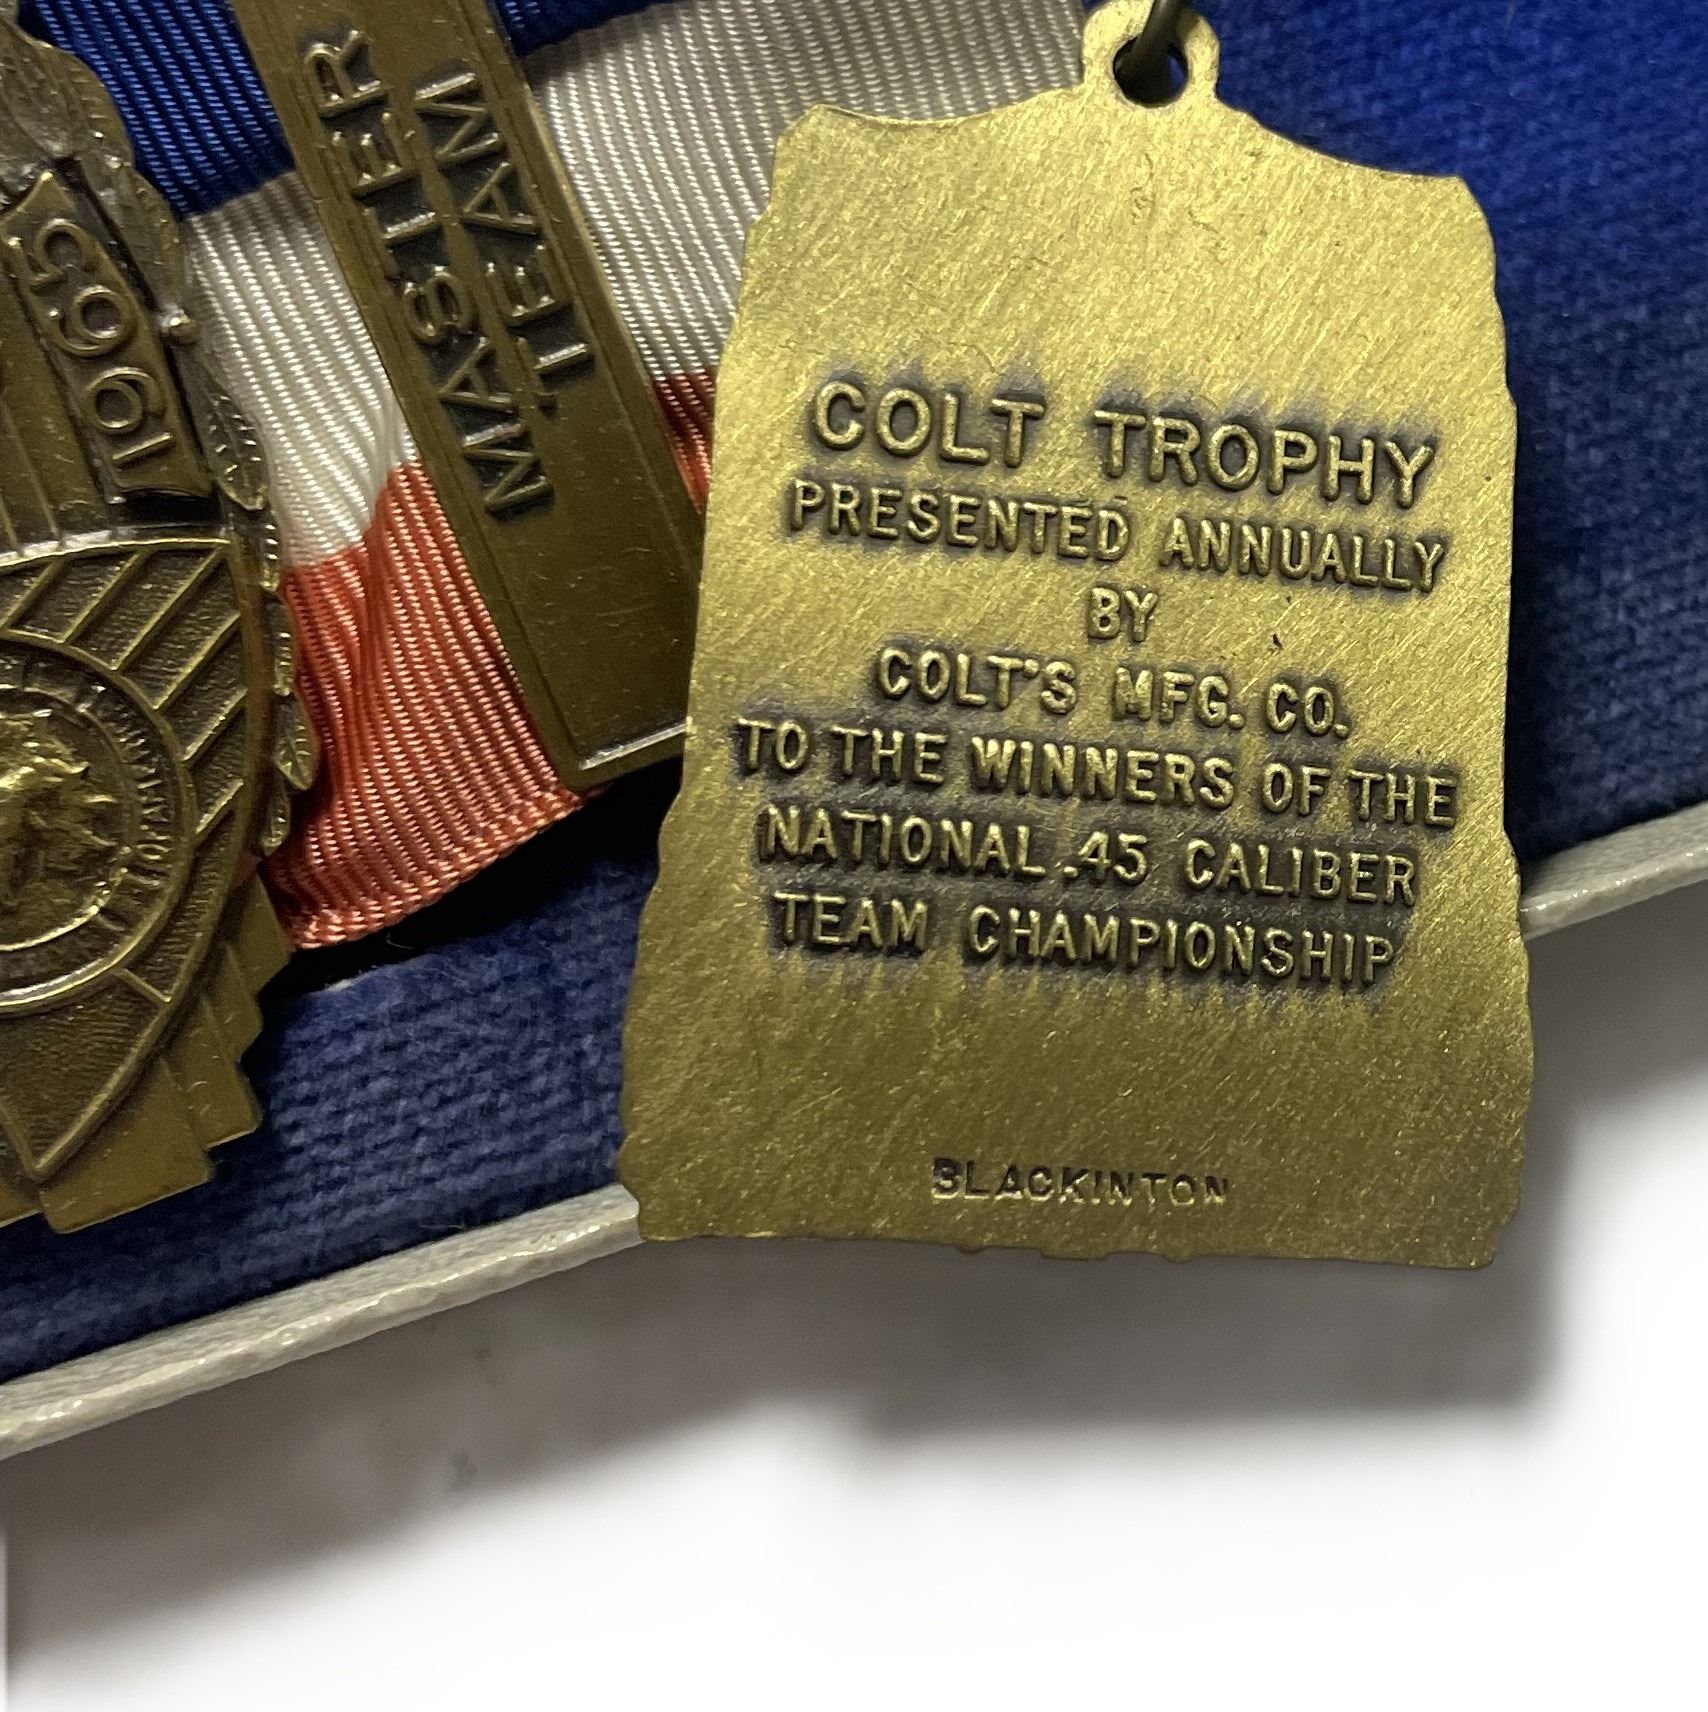 1965
MASTER
TEAM
COLT TROPHY
PRESENTED ANNUALLY
BY
COLT'S MFG. CO.
TO THE WINNERS OF THE
NATIONAL .45 CALIBER
TEAM CHAMPIONSHIP
BLACKINTON